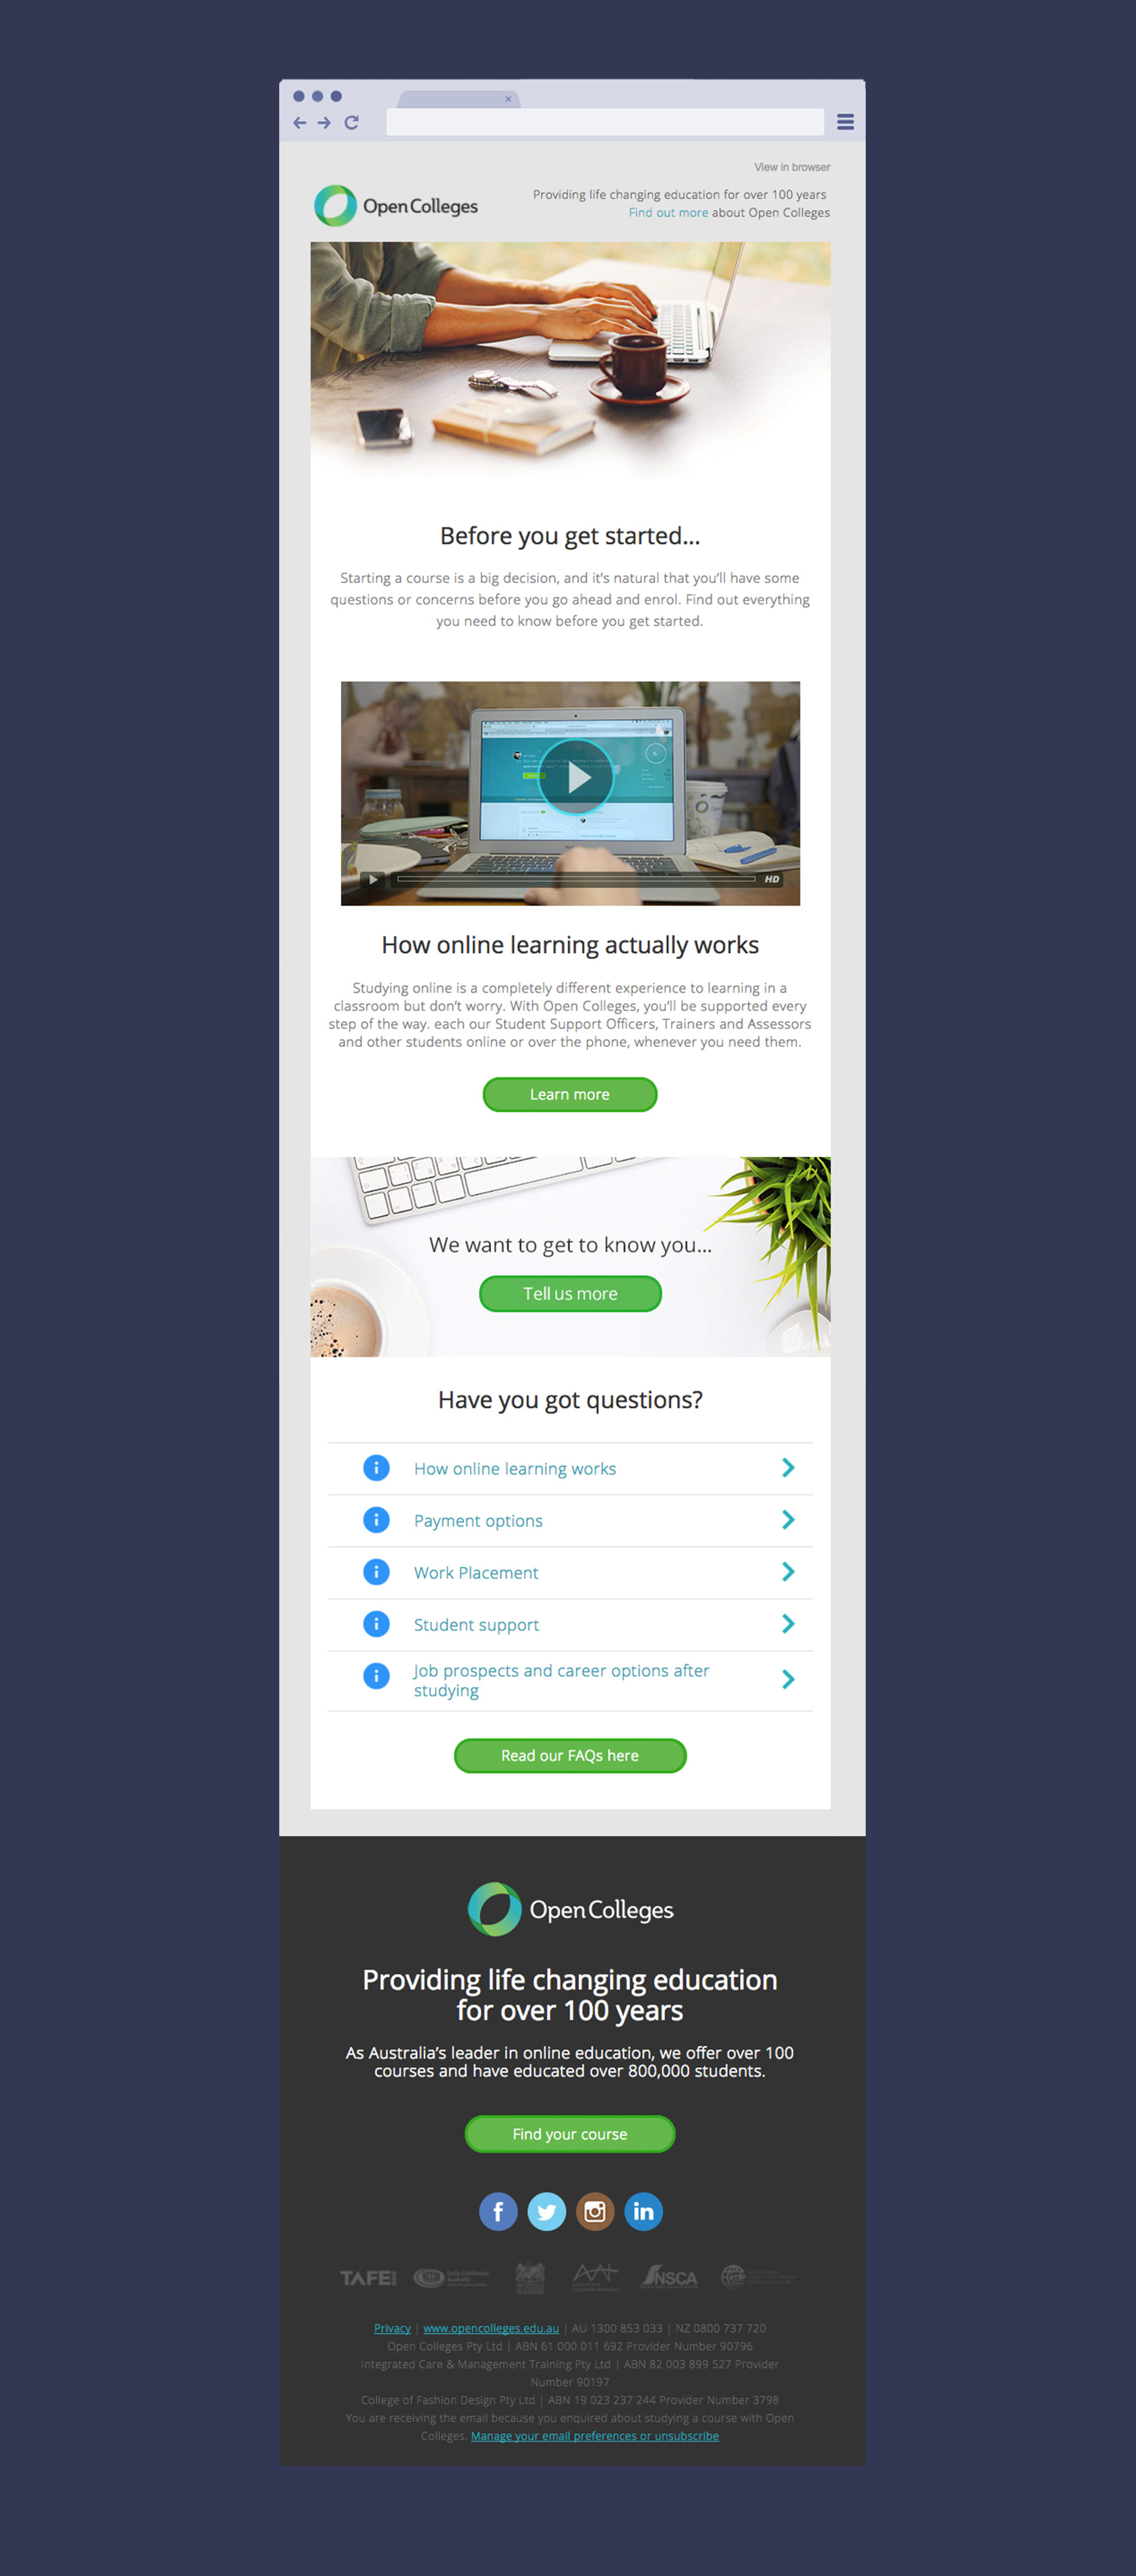 View in browser
Open Colleges
Providing life changing education for over 100 years
Find out more about Open Colleges
Before you get started...
Starting a course is a big decision, and it's natural that you'll have some
questions or concerns before you go ahead and enrol. Find out everything
you need to know before you get started.
HD
How online learning actually works
Studying online is a completely different experience to learning in a
classroom but don't worry. With Open Colleges, you'll be supported every
step of the way. each our Student Support Officers, Trainers and Assessors
and other students online or over the phone, whenever you need them.
Learn more
We want to get to know you...
Tell us more
Have you got questions?
How online learning works
Payment options
Work Placement
Student support
Job prospects and career options after
studying
Read our FAQs here
Open Colleges
Providing life changing education
for over 100 years
As Australia's leader in online education, we offer over 100
courses and have educated over 800,000 students.
Find your course
TAFE
Early Childhood
Australia
NSCA
Privacy | www.opencolleges.edu.au | AU 1300 853 033 | NZ 0800 737 720
Open Colleges Pty Ltd | ABN 61 000 011 692 Provider Number 90796
Integrated Care & Management Training Pty Ltd | ABN 82 003 899 527 Provider
Number 90197
College of Fashion Design Pty Ltd | ABN 19 023 237 244 Provider Number 3798
You are receiving the email because you enquired about studying a course with Open
Colleges. Manage your email preferences or unsubscribe